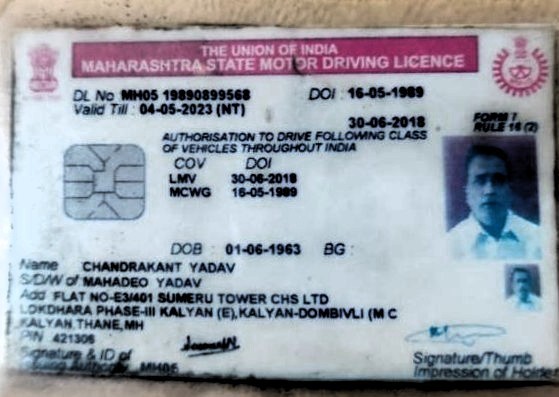 THE UNION OF INDIA
MAHARASHTRA STATE MOTOR DRIVING LICENCE
DL No MH05 19890899568 DOI : 16-05-1989
Valid Till : 04-05-2023 (NT) 30-06-2018
FORM 7
RULE 16 (2)
AUTHORISATION TO DRIVE FOLLOWING CLASS
OF VEHICLES THROUGHOUT INDIA
COV DOI
LMV 30-06-2018
MCWG 16-05-1989
DOB : 01-06-1963 BG :
Name CHANDRAKANT YADAV
S/D/W of MAHADEO YADAV
Add FLAT NO-E3/401 SUMERU TOWER CHS LTD
LOKDHARA PHASE-III KALYAN (E),KALYAN-DOMBIVLI (M C
KALYAN,THANE,MH
PIN 421306
Signature & ID of
Issuing Authority MH05
Signature/Thumb
Impression of Holder